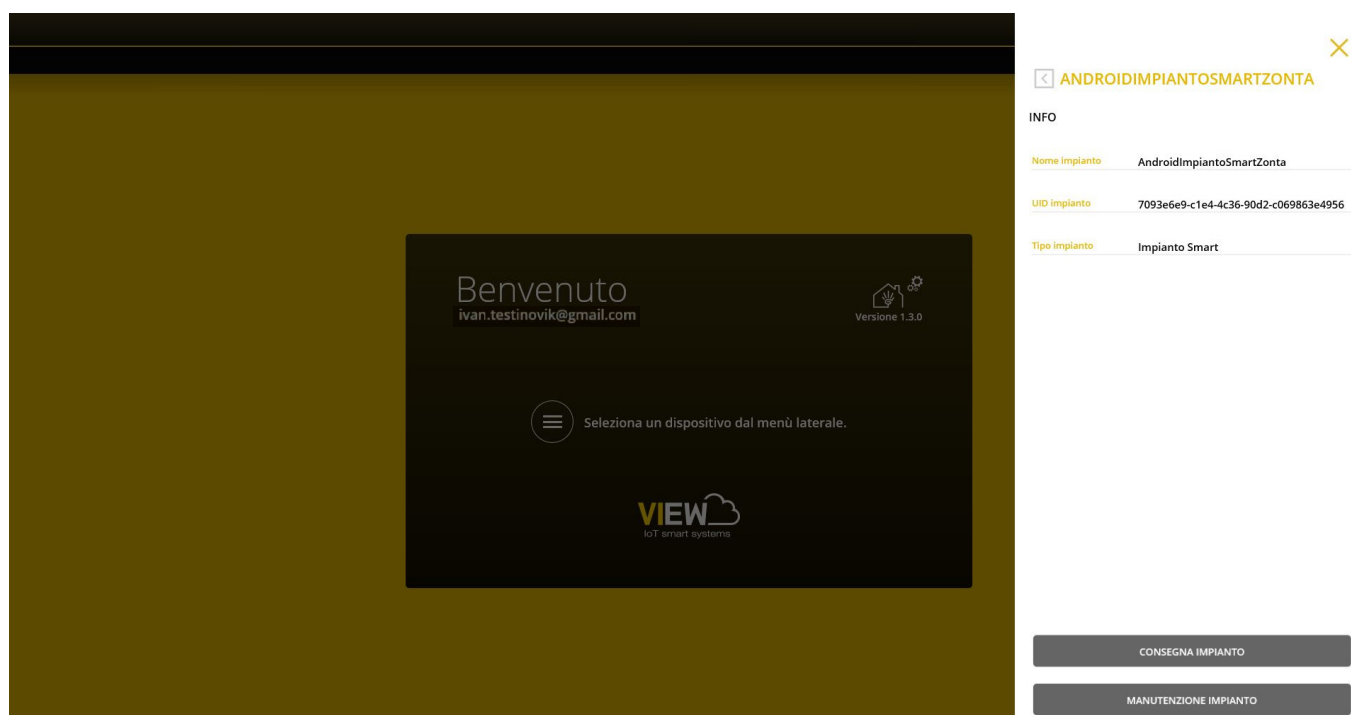 Benvenuto
ivan.testinovik@gmail.com
Versione 1.3.0
Seleziona un dispositivo dal menù laterale.
VIEW
IoT smart systems
ANDROIDIMPIANTOSMARTZONTA
INFO
Nome impianto AndroidImpiantoSmartZonta
UID impianto 7093e6e9-c1e4-4c36-90d2-c069863e4956
Tipo impianto Impianto Smart
CONSEGNA IMPIANTO
MANUTENZIONE IMPIANTO